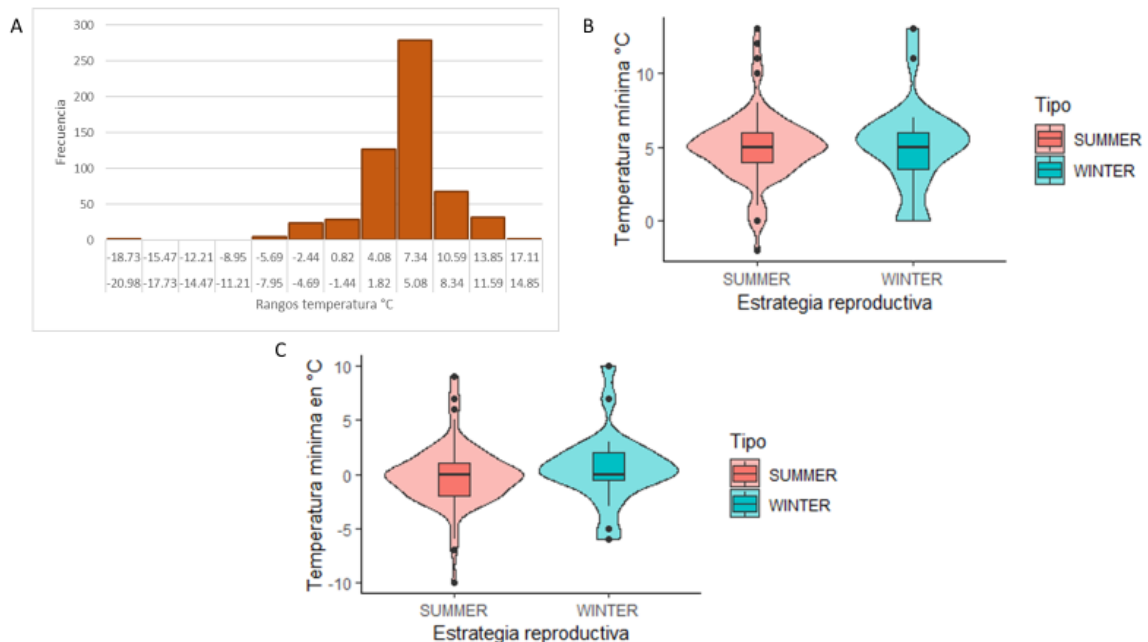 A
Frecuencia
300
250
200
150
100
50
0
-18.73 -15.47 -12.21 -8.95 -5.69 -2.44 0.82 4.08 7.34 10.59 13.85 17.11
-20.98 -17.73 -14.47 -11.21 -7.95 -4.69 -1.44 1.82 5.08 8.34 11.59 14.85
Rangos temperatura °C
B
Temperatura mínima °C
10
5
0
SUMMER WINTER
Estrategia reproductiva
Tipo
SUMMER
WINTER
C
Temperatura minima en °C
10
5
0
-5
-10
SUMMER WINTER
Estrategia reproductiva
Tipo
SUMMER
WINTER